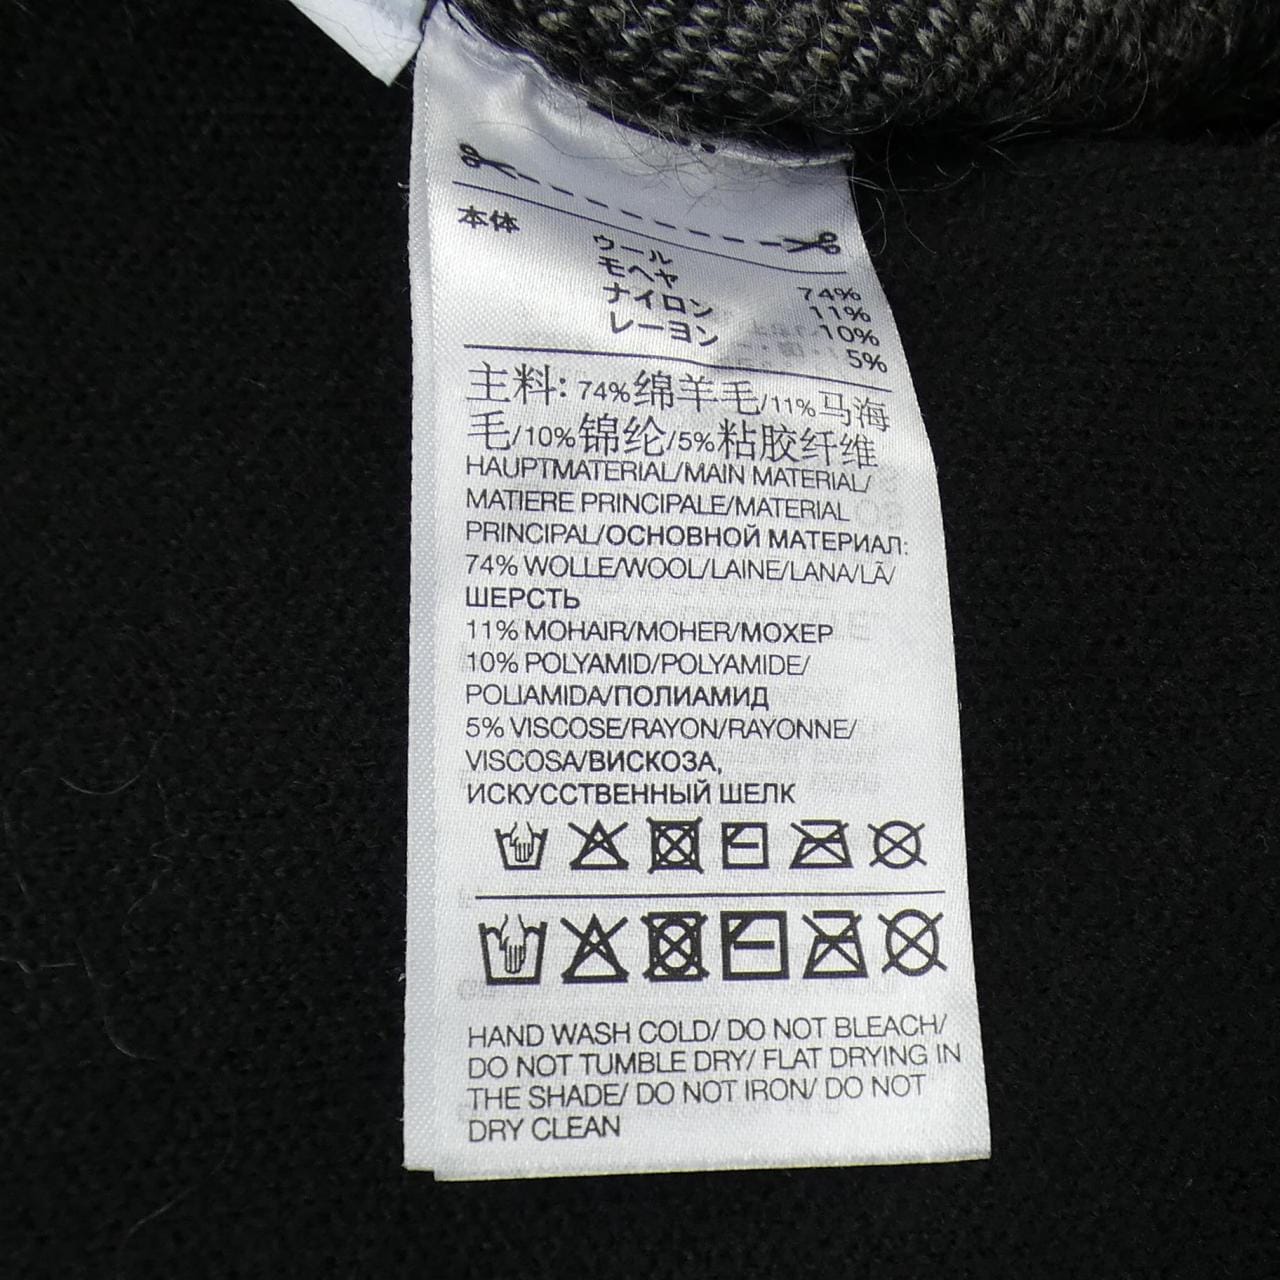 本体
ウール 74%
モヘヤ 11%
ナイロン 10%
レーヨン 5%
主料: 74%绵羊毛/11%马海
毛/10%锦纶/5%粘胶纤维
HAUPTMATERIAL/MAIN MATERIAL/
MATIERE PRINCIPALE/MATERIAL
PRINCIPAL/ОСНОВНОЙ МАТЕРИАЛ:
74% WOLLE/WOOL/LAINE/LANA/LÃ/
ШЕРСТЬ
11% MOHAIR/MOHER/МОХЕР
10% POLYAMID/POLYAMIDE/
POLIAMIDA/ПОЛИАМИД
5% VISCOSE/RAYON/RAYONNE/
VISCOSA/ВИСКОЗА,
ИСКУССТВЕННЫЙ ШЕЛК
HAND WASH COLD/ DO NOT BLEACH/
DO NOT TUMBLE DRY/ FLAT DRYING IN
THE SHADE/ DO NOT IRON/ DO NOT
DRY CLEAN